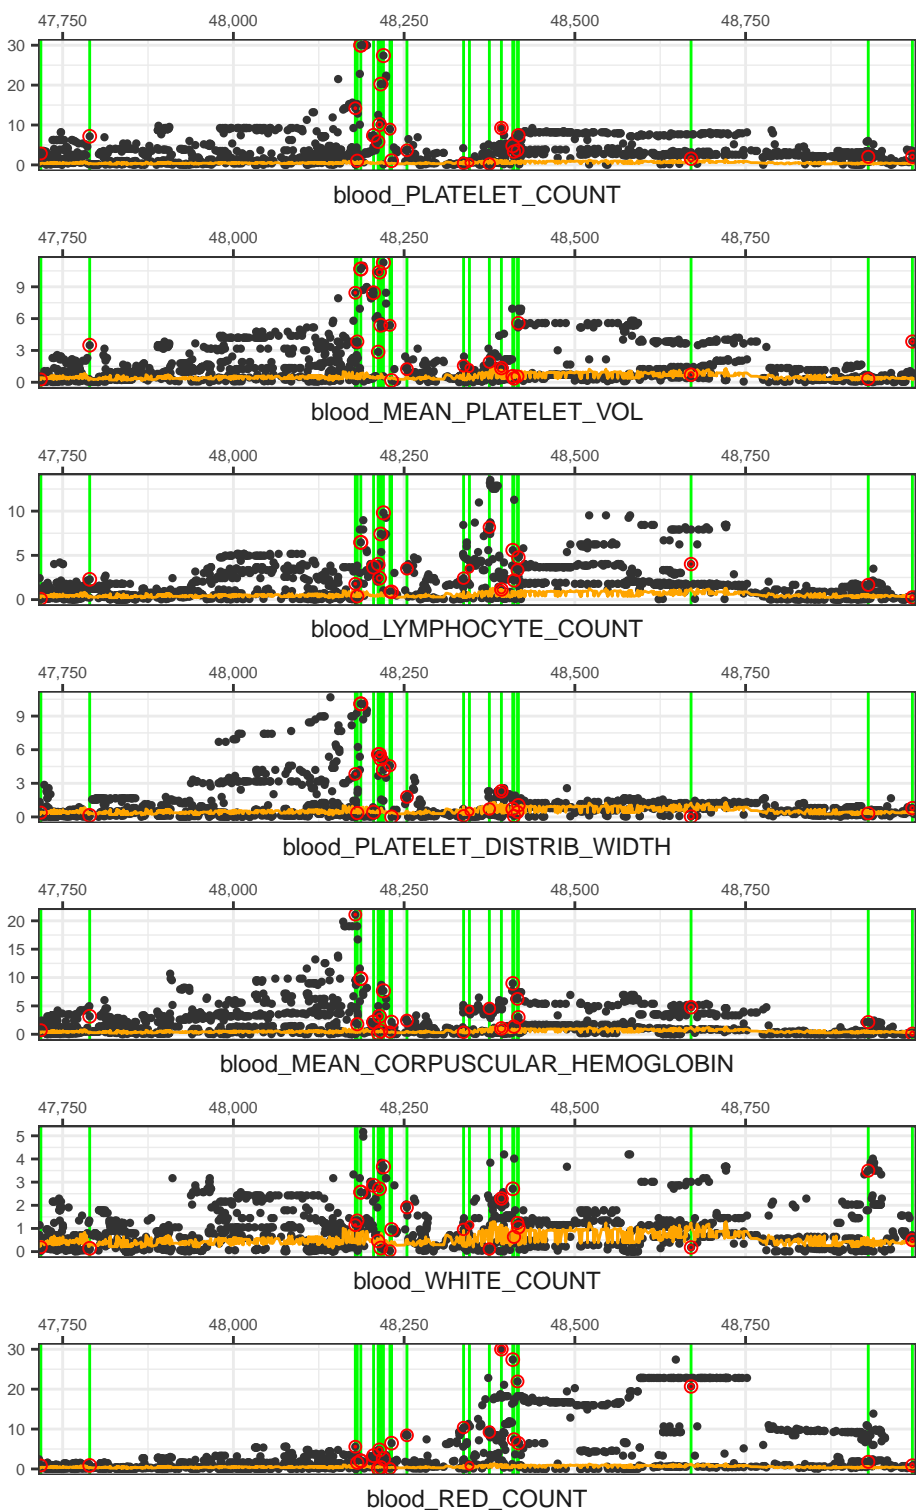 47,750 48,000 48,250 48,500 48,750
30
20
10
0
blood_PLATELET_COUNT
47,750 48,000 48,250 48,500 48,750
9
6
3
0
blood_MEAN_PLATELET_VOL
47,750 48,000 48,250 48,500 48,750
10
5
0
blood_LYMPHOCYTE_COUNT
47,750 48,000 48,250 48,500 48,750
9
6
3
0
blood_PLATELET_DISTRIB_WIDTH
47,750 48,000 48,250 48,500 48,750
20
15
10
5
0
blood_MEAN_CORPUSCULAR_HEMOGLOBIN
47,750 48,000 48,250 48,500 48,750
5
4
3
2
1
0
blood_WHITE_COUNT
47,750 48,000 48,250 48,500 48,750
30
20
10
0
blood_RED_COUNT